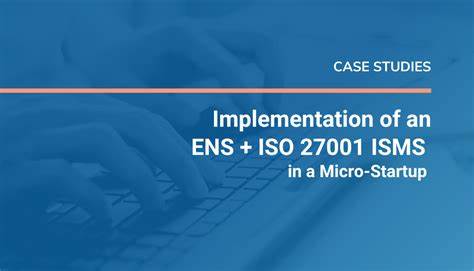 CASE STUDIES
Implementation of an
ENS + ISO 27001 ISMS
in a Micro-Startup